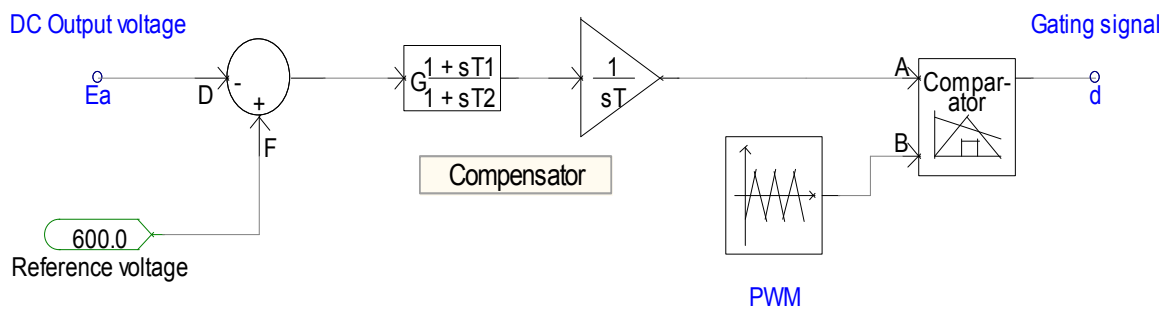 DC Output voltage
Gating signal
Ea
D
-
+
F
G
1 + sT1
1 + sT2
1
sT
A
B
Compar-
ator
d
Compensator
600.0
Reference voltage
PWM